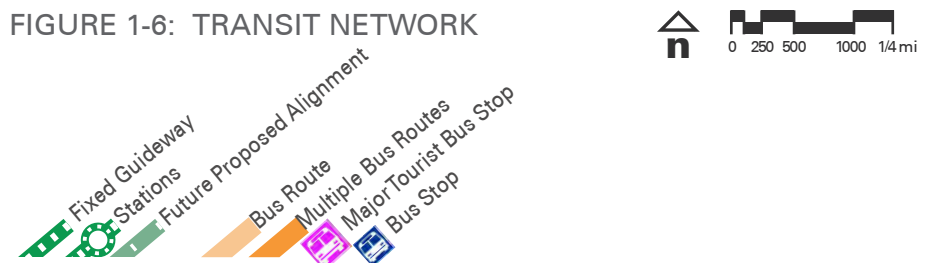 FIGURE 1-6: TRANSIT NETWORK
n
0 250 500 1000 1/4 mi
Fixed Guideway
Stations
Future Proposed Alignment
Bus Route
Multiple Bus Routes
Major Tourist Bus Stop
Bus Stop